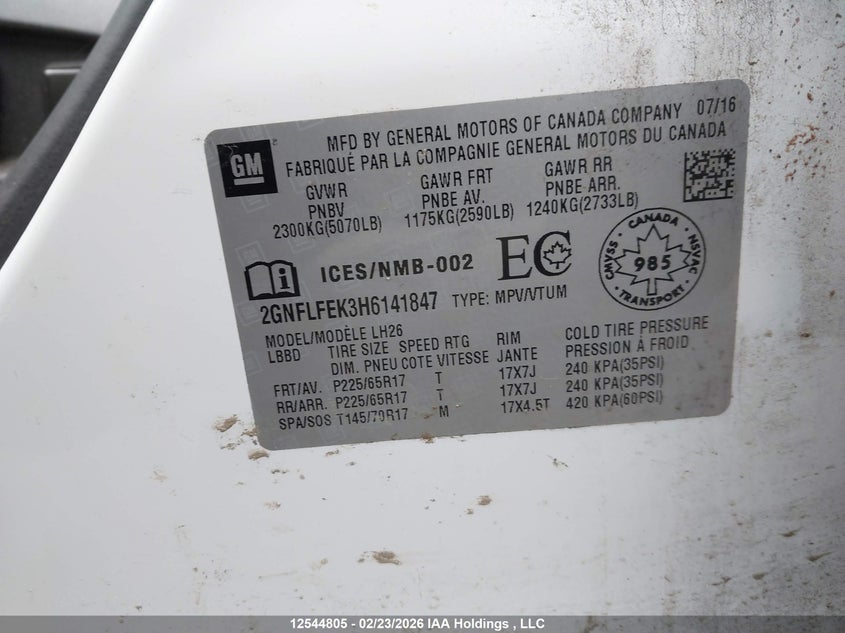 MFD BY GENERAL MOTORS OF CANADA COMPANY 07/16
FABRIQUÉ PAR LA COMPAGNIE GENERAL MOTORS DU CANADA
GM
GVWR GAWR FRT GAWR RR
PNBV PNBE AV. PNBE ARR.
2300KG(5070LB) 1175KG(2590LB) 1240KG(2733LB)
i ICES/NMB-002 EC
CANADA
CMVSS 985 NSVAC
TRANSPORT
2GNFLFEK3H6141847 TYPE: MPV/VTUM
MODEL/MODÈLE LH26
LBBD TIRE SIZE SPEED RTG RIM COLD TIRE PRESSURE
DIM. PNEU COTE VITESSE JANTE PRESSION À FROID
FRT/AV. P225/65R17 T 17X7J 240 KPA(35PSI)
RR/ARR. P225/65R17 T 17X7J 240 KPA(35PSI)
SPA/SOS T145/70R17 M 17X4.5T 420 KPA(60PSI)
12544805 - 02/23/2026 IAA Holdings , LLC